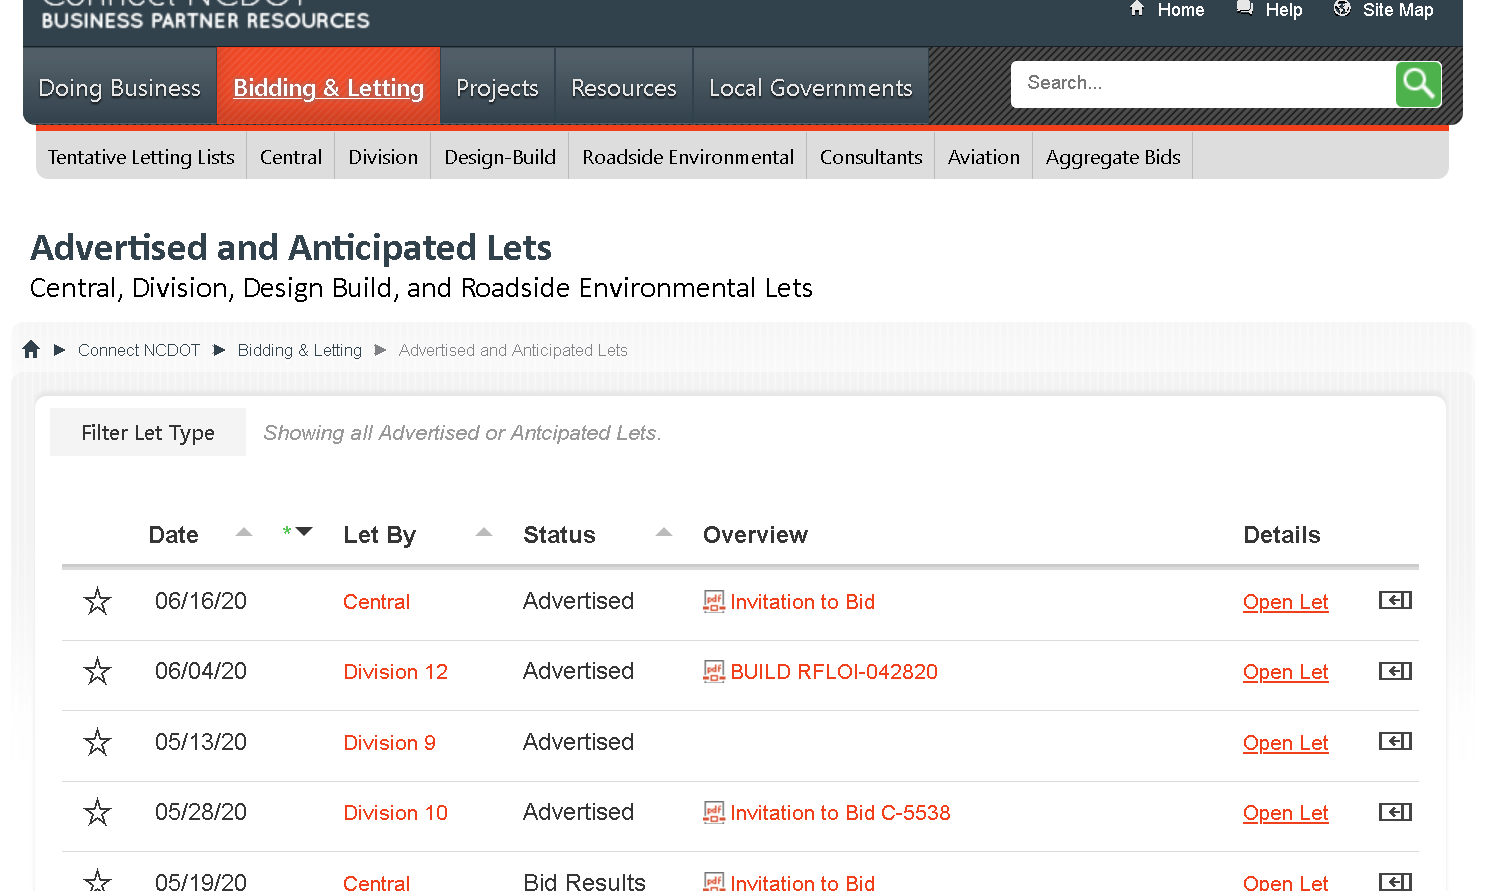 Connect NCDOT
BUSINESS PARTNER RESOURCES
Home Help Site Map
Doing Business Bidding & Letting Projects Resources Local Governments Search...
Tentative Letting Lists Central Division Design-Build Roadside Environmental Consultants Aviation Aggregate Bids
Advertised and Anticipated Lets
Central, Division, Design Build, and Roadside Environmental Lets
Connect NCDOT Bidding & Letting Advertised and Anticipated Lets
Filter Let Type Showing all Advertised or Antcipated Lets.
Date * Let By Status Overview Details
06/16/20 Central Advertised pdf Invitation to Bid Open Let
06/04/20 Division 12 Advertised pdf BUILD RFLOI-042820 Open Let
05/13/20 Division 9 Advertised Open Let
05/28/20 Division 10 Advertised pdf Invitation to Bid C-5538 Open Let
05/19/20 Central Bid Results pdf Invitation to Bid Open Let